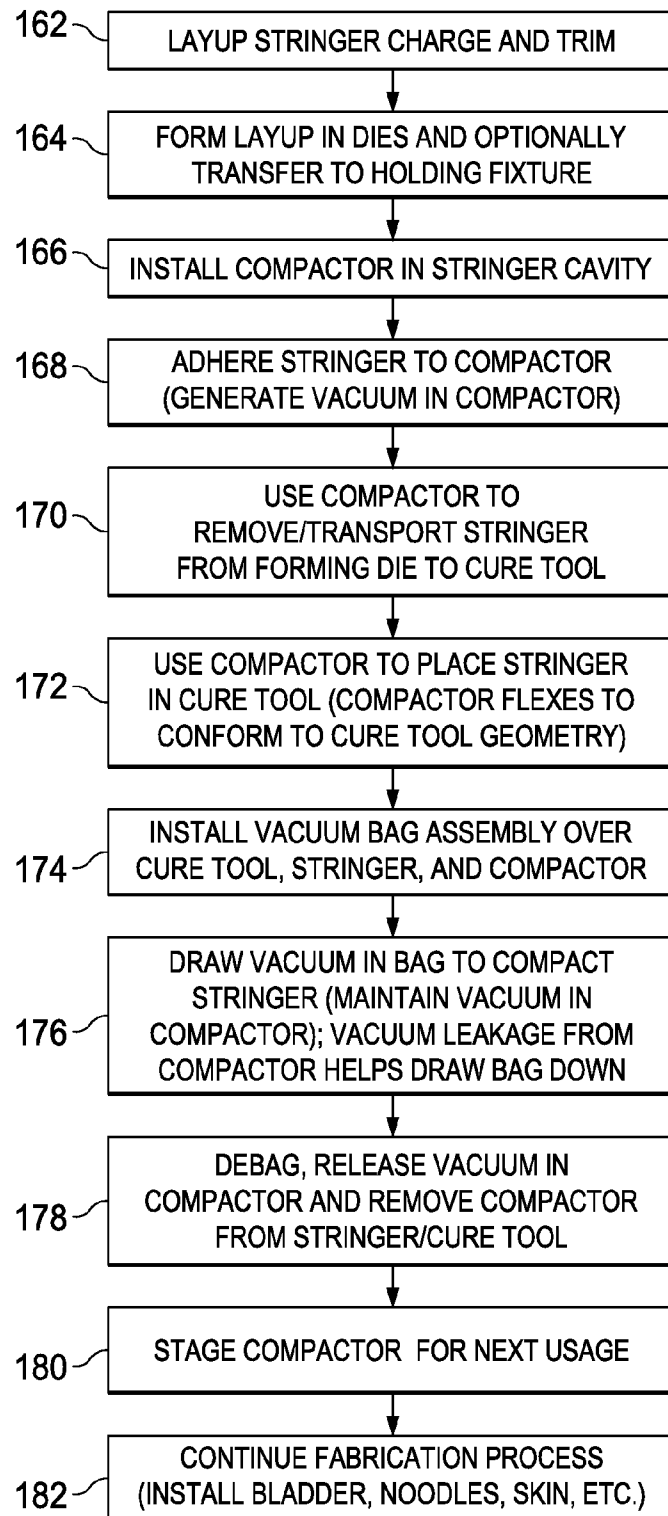 162
LAYUP STRINGER CHARGE AND TRIM
164
FORM LAYUP IN DIES AND OPTIONALLY
TRANSFER TO HOLDING FIXTURE
166
INSTALL COMPACTOR IN STRINGER CAVITY
168
ADHERE STRINGER TO COMPACTOR
(GENERATE VACUUM IN COMPACTOR)
170
USE COMPACTOR TO
REMOVE/TRANSPORT STRINGER
FROM FORMING DIE TO CURE TOOL
172
USE COMPACTOR TO PLACE STRINGER
IN CURE TOOL (COMPACTOR FLEXES TO
CONFORM TO CURE TOOL GEOMETRY)
174
INSTALL VACUUM BAG ASSEMBLY OVER
CURE TOOL, STRINGER, AND COMPACTOR
176
DRAW VACUUM IN BAG TO COMPACT
STRINGER (MAINTAIN VACUUM IN
COMPACTOR); VACUUM LEAKAGE FROM
COMPACTOR HELPS DRAW BAG DOWN
178
DEBAG, RELEASE VACUUM IN
COMPACTOR AND REMOVE COMPACTOR
FROM STRINGER/CURE TOOL
180
STAGE COMPACTOR FOR NEXT USAGE
182
CONTINUE FABRICATION PROCESS
(INSTALL BLADDER, NOODLES, SKIN, ETC.)